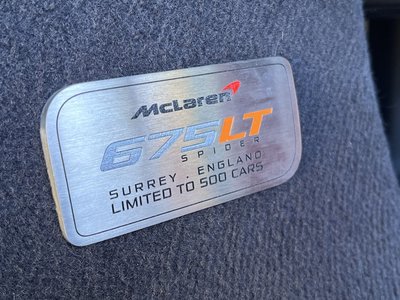 McLaren
675LT
SPIDER
SURREY . ENGLAND
LIMITED TO 500 CARS